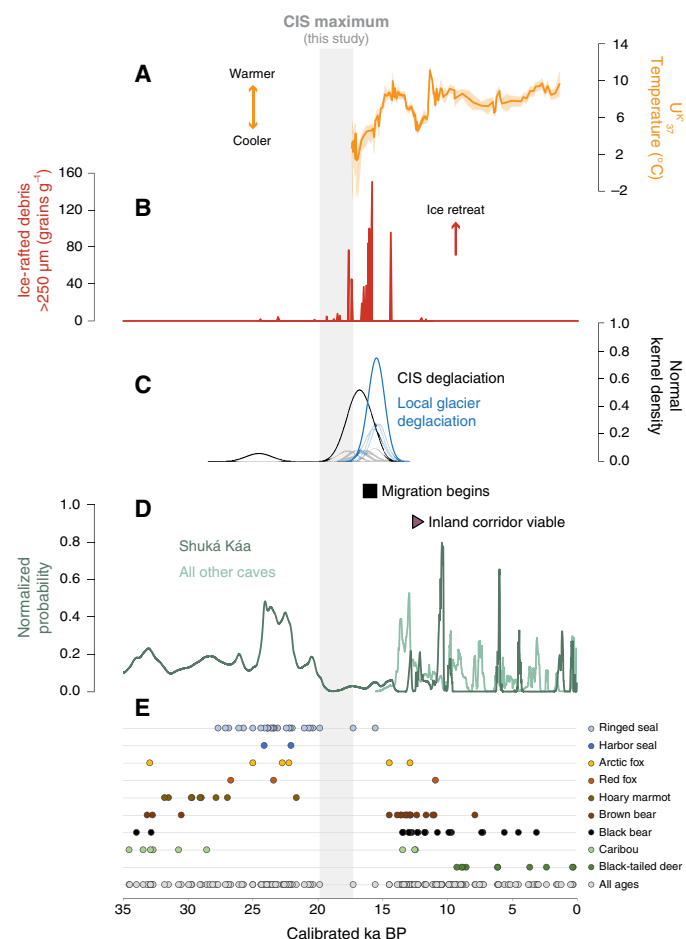 CIS maximum
(this study)
A
Warmer
Cooler
14
10
6
2
−2
UK'37
Temperature (°C)
B
Ice-rafted debris
>250 µm (grains g⁻¹)
160
120
80
40
0
Ice retreat
C
CIS deglaciation
Local glacier
deglaciation
1.0
0.8
0.6
0.4
0.2
0.0
Normal
kernel density
Migration begins
Inland corridor viable
D
Shuká Káa
All other caves
Normalized
probability
1.0
0.8
0.6
0.4
0.2
0.0
E
Ringed seal
Harbor seal
Arctic fox
Red fox
Hoary marmot
Brown bear
Black bear
Caribou
Black-tailed deer
All ages
35 30 25 20 15 10 5 0
Calibrated ka BP